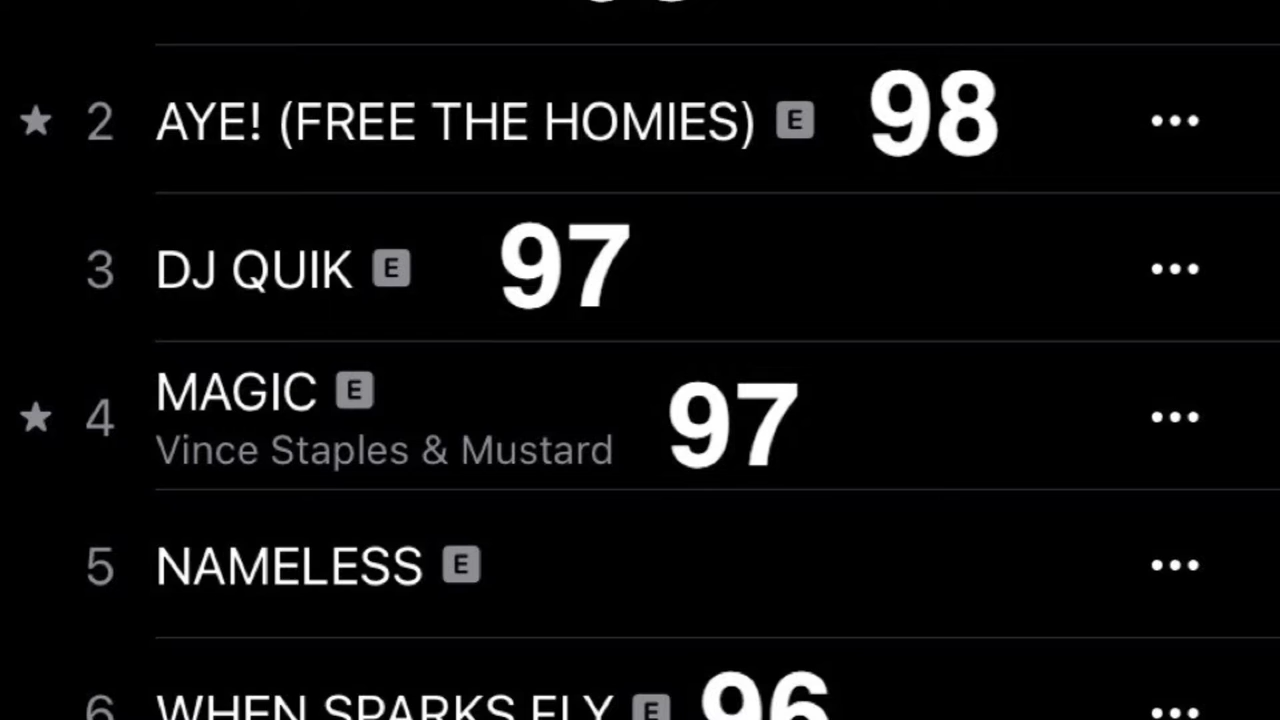 2 AYE! (FREE THE HOMIES) E 98
3 DJ QUIK E 97
4 MAGIC E 97
Vince Staples & Mustard
5 NAMELESS E
6 WHEN SPARKS FLY E 96